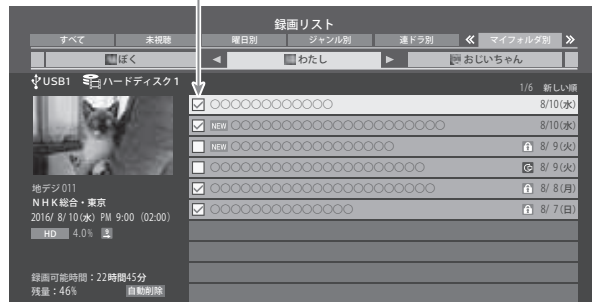 録画リスト
すべて 未視聴 曜日別 ジャンル別 連ドラ別 マイフォルダ別
ぼく わたし おじいちゃん
USB1 ハードディスク1
1/6 新しい順
○○○○○○○○○○○○ 8/10(水)
NEW ○○○○○○○○○○○○○○○○○○○○○ 8/10(水)
NEW ○○○○○○○○○○○○○○○○ 8/ 9(火)
○○○○○○○○○○○○○○○○○○○○○ 8/ 9(火)
○○○○○○○○○○○○○○○○○○○○○○ 8/ 8(月)
○○○○○○○○○○○○○○ 8/ 7(日)
地デジ011
NHK総合・東京
2016/ 8/10(水) PM 9:00 (02:00)
HD 4.0%
録画可能時間：22時間45分
残量：46% 自動削除